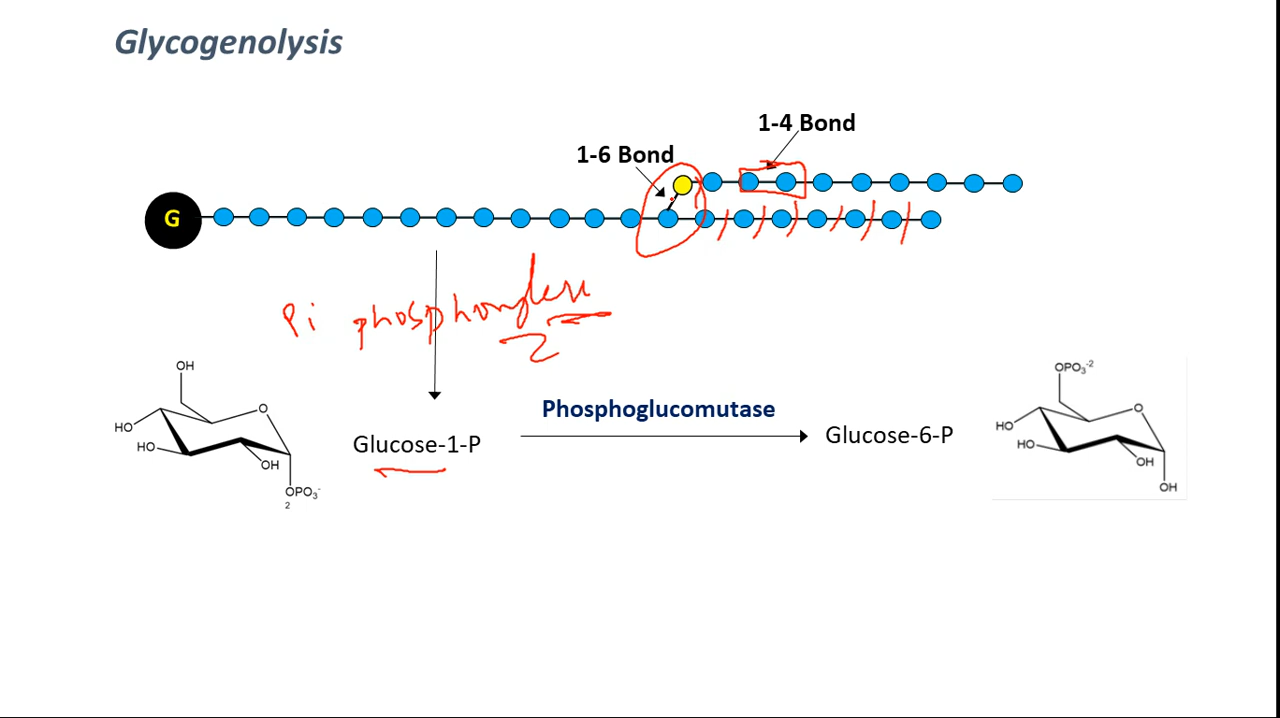 Glycogenolysis
1-4 Bond
1-6 Bond
G
Pi phosphorylase
OH
HO
HO
O
OH
OPO3-
2
Glucose-1-P
Phosphoglucomutase
Glucose-6-P
OPO3-2
HO
HO
O
OH
OH